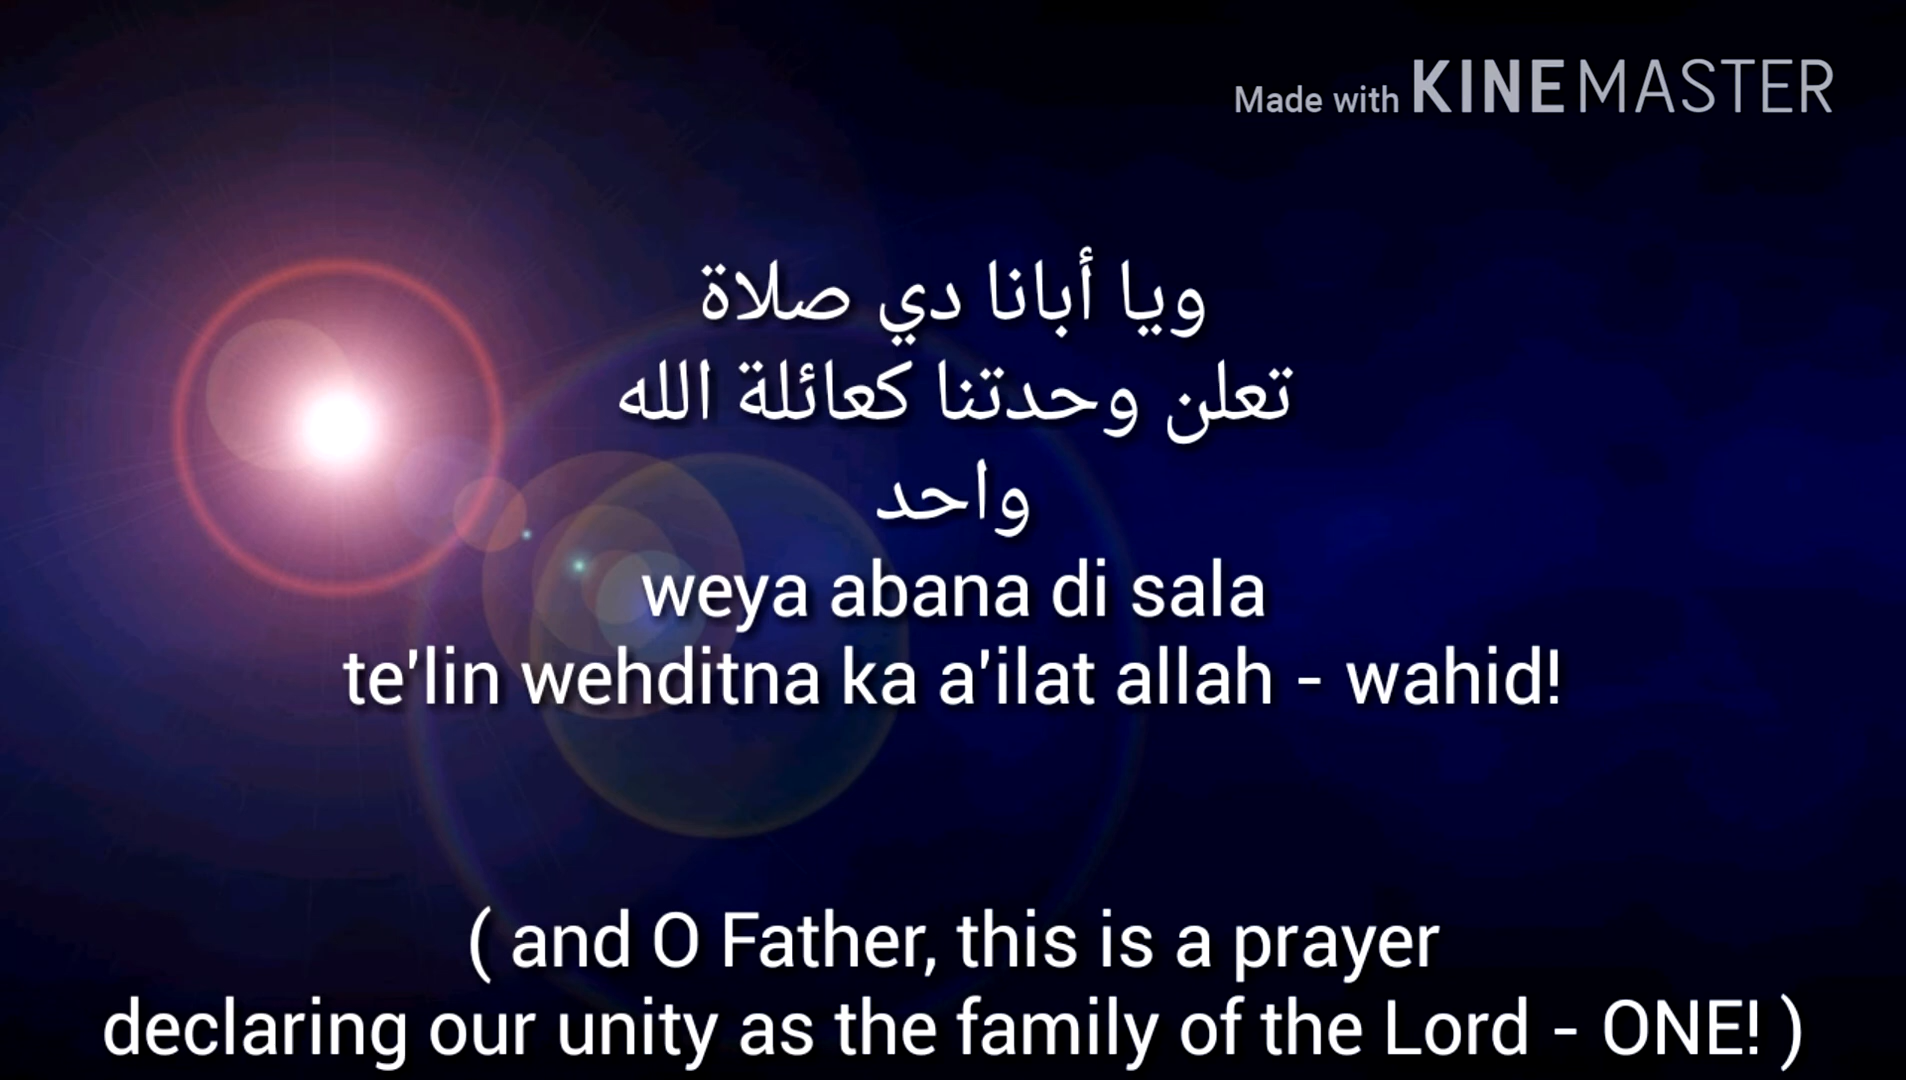 Made with KINEMASTER
ويا أبانا دي صلاة
تعلن وحدتنا كعائلة الله
واحد
weya abana di sala
te'lin wehditna ka a'ilat allah - wahid!
( and O Father, this is a prayer
declaring our unity as the family of the Lord - ONE! )